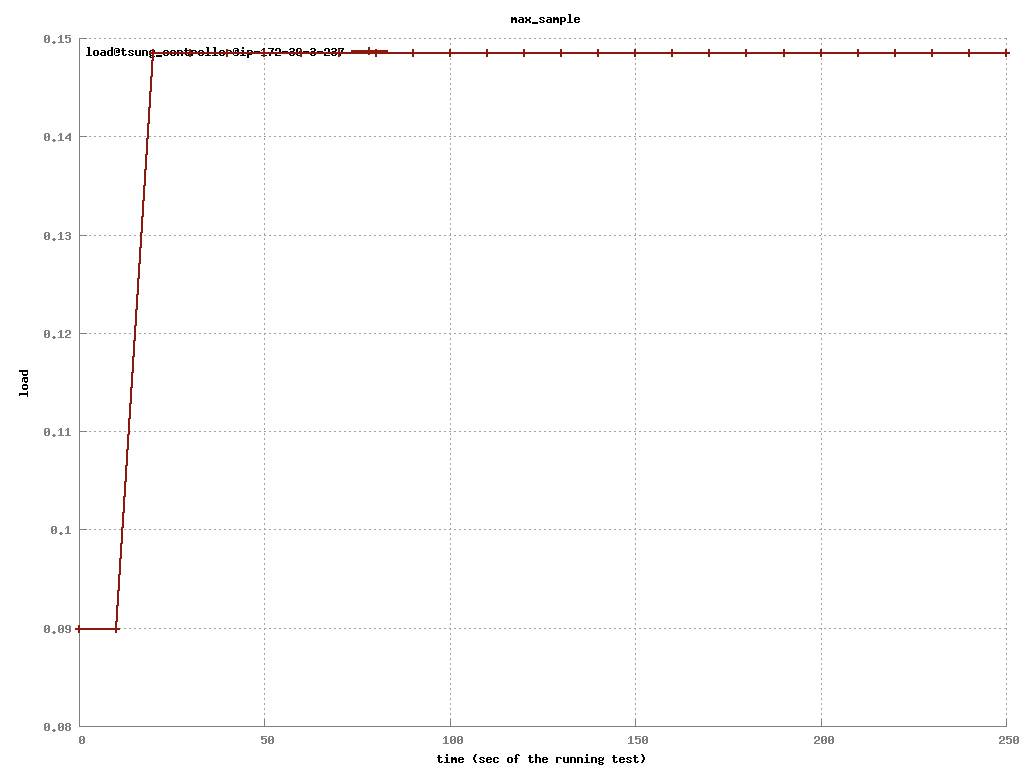 max_sample
load@tsung_controller@ip-172-30-3-237
0.15
0.14
0.13
0.12
0.11
0.1
0.09
0.08
load
0 50 100 150 200 250
time (sec of the running test)